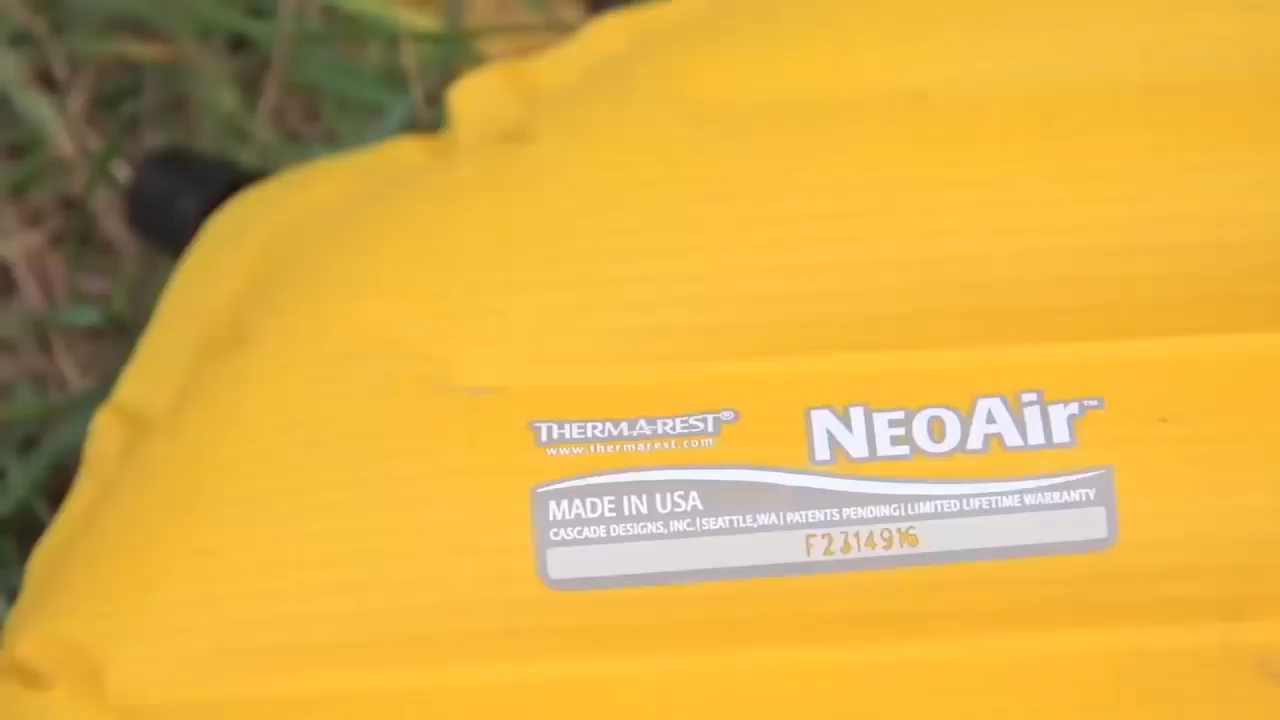 THERM-A-REST®
www.thermarest.com
NEOAir™
MADE IN USA
CASCADE DESIGNS, INC.|SEATTLE,WA| PATENTS PENDING| LIMITED LIFETIME WARRANTY
F2314916